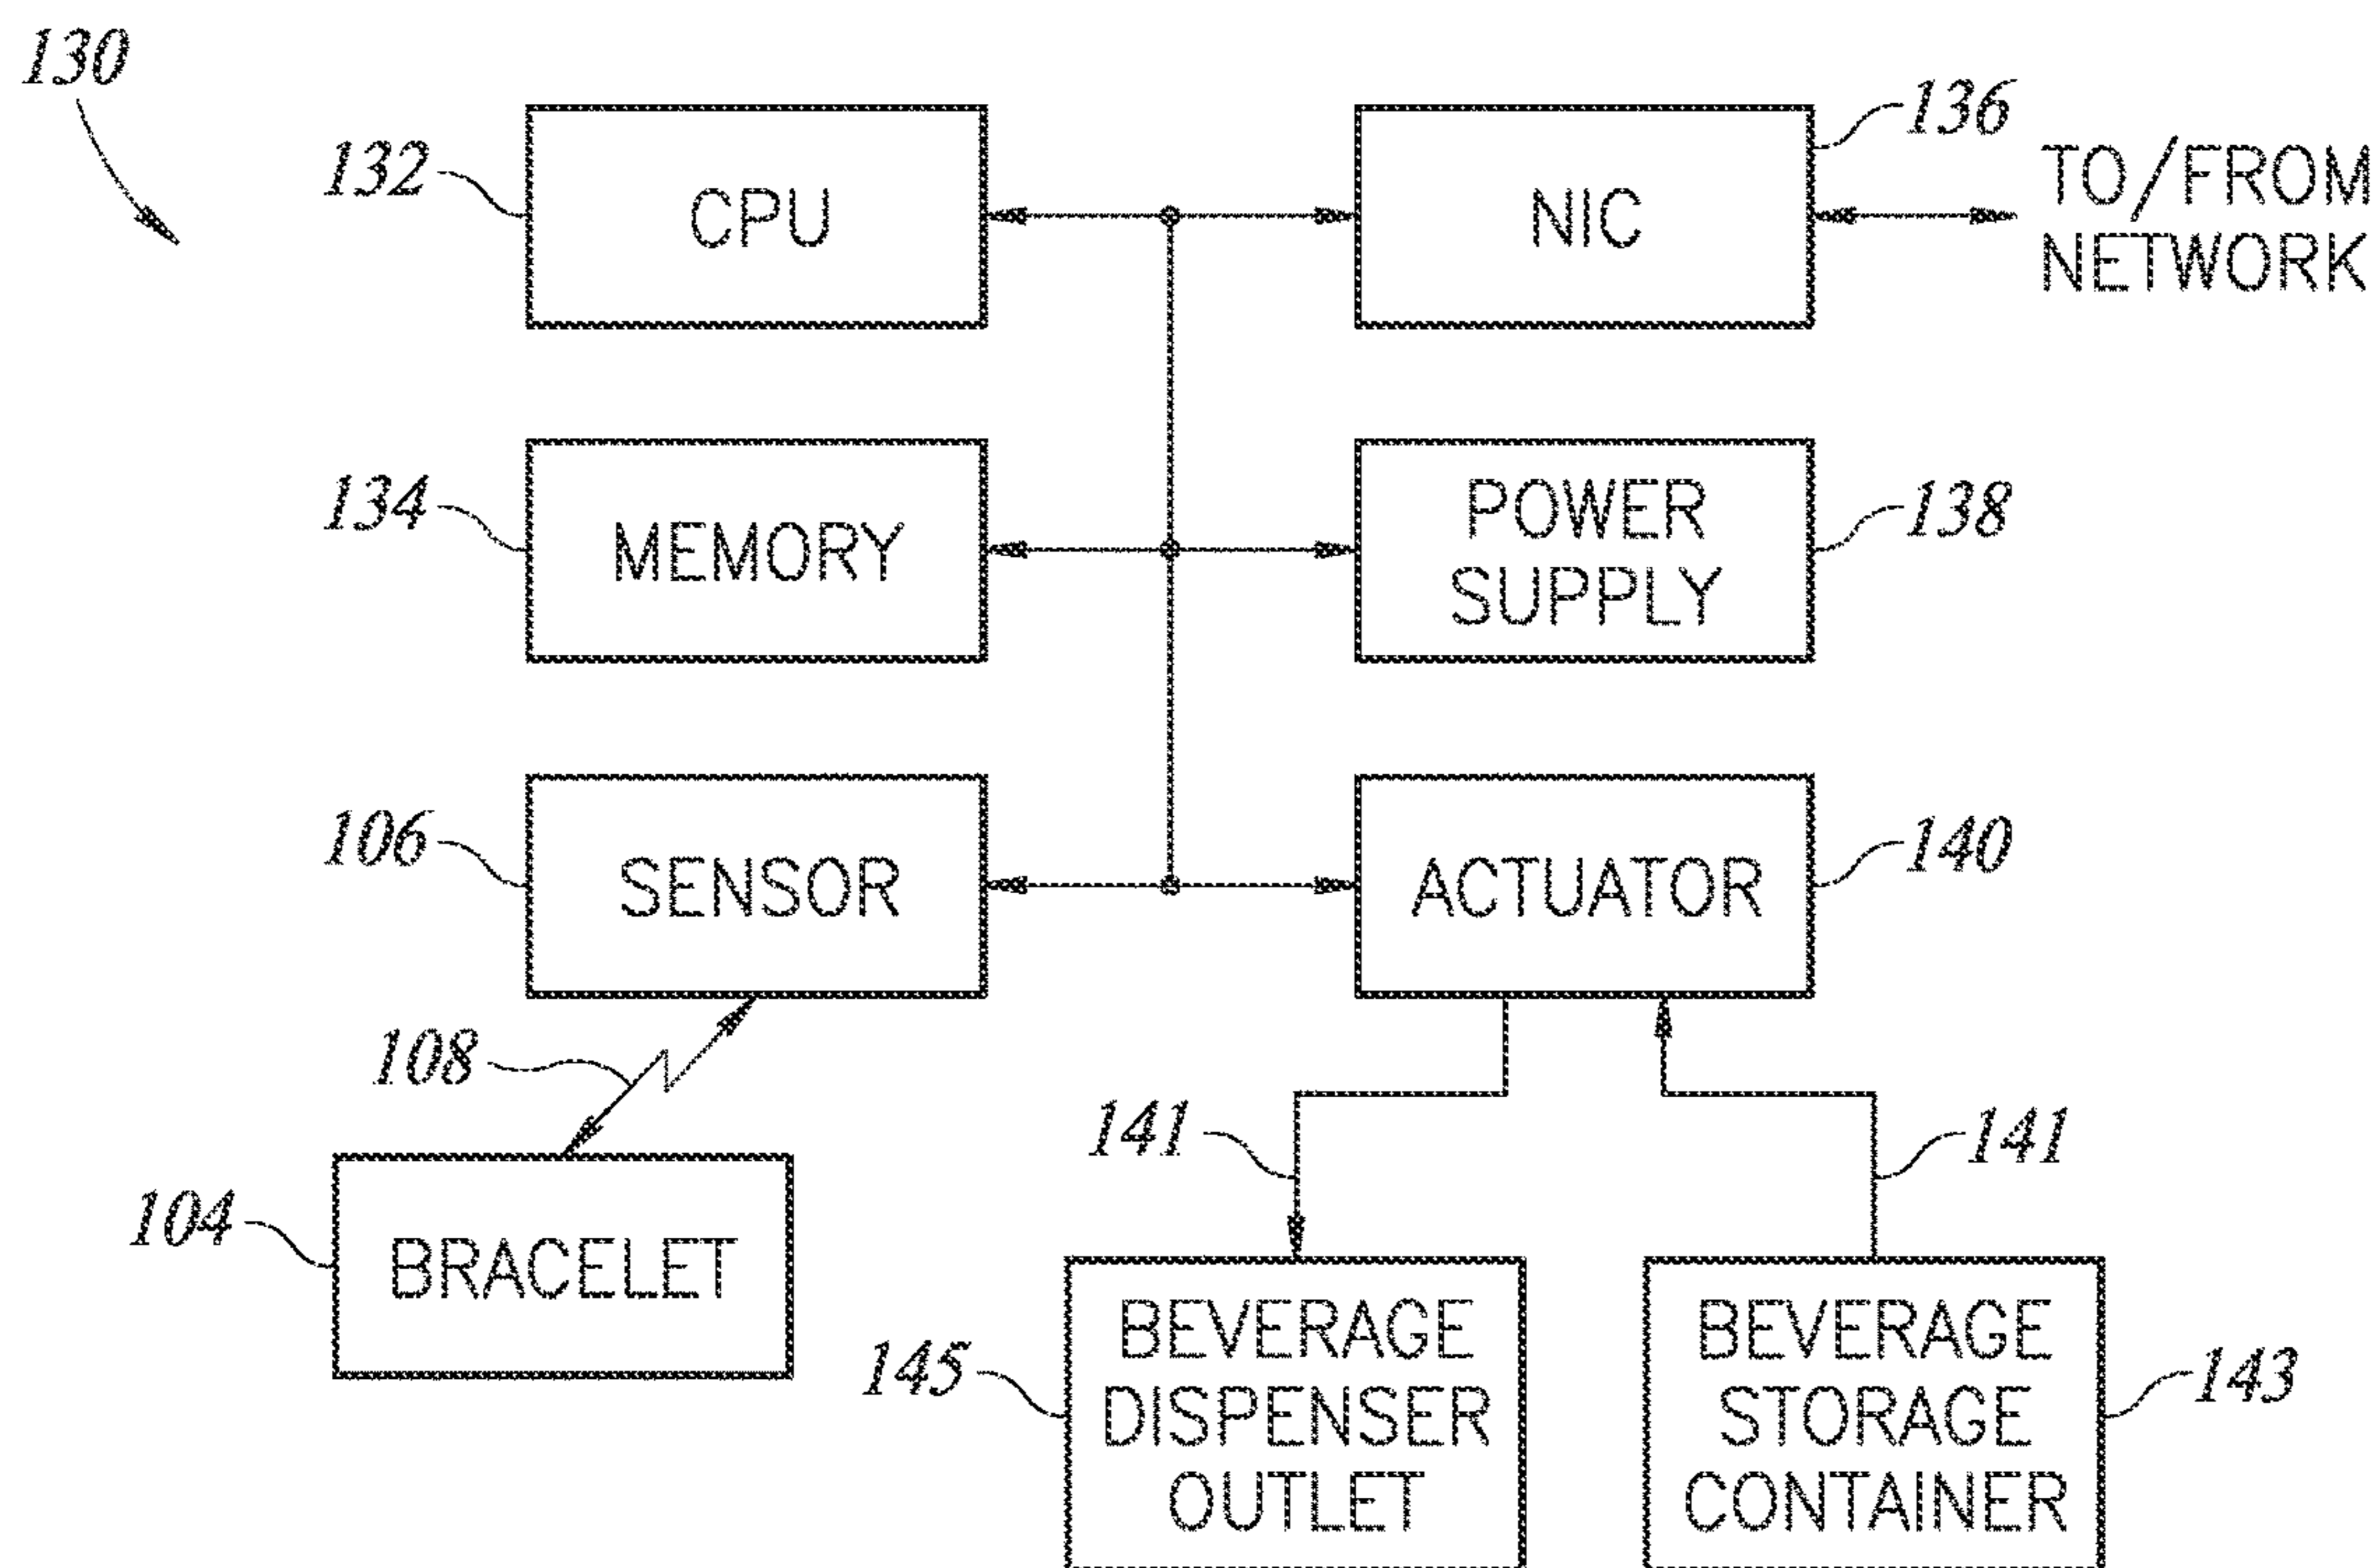 130
132
CPU
NIC
136
TO/FROM
NETWORK
134
MEMORY
POWER
SUPPLY
138
106
SENSOR
ACTUATOR
140
108
141
141
104
BRACELET
145
BEVERAGE
DISPENSER
OUTLET
BEVERAGE
STORAGE
CONTAINER
143